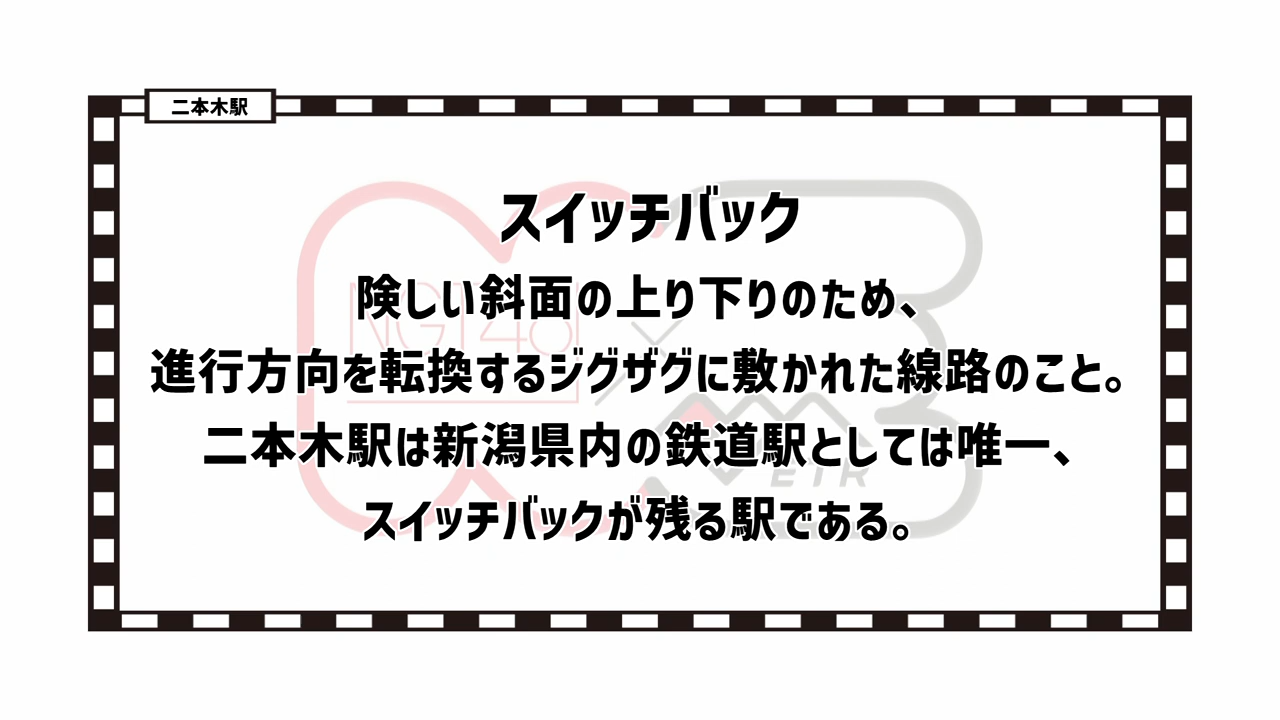 二本木駅
スイッチバック
険しい斜面の上り下りのため、
進行方向を転換するジグザグに敷かれた線路のこと。
二本木駅は新潟県内の鉄道駅としては唯一、
スイッチバックが残る駅である。
NGT48
ETR